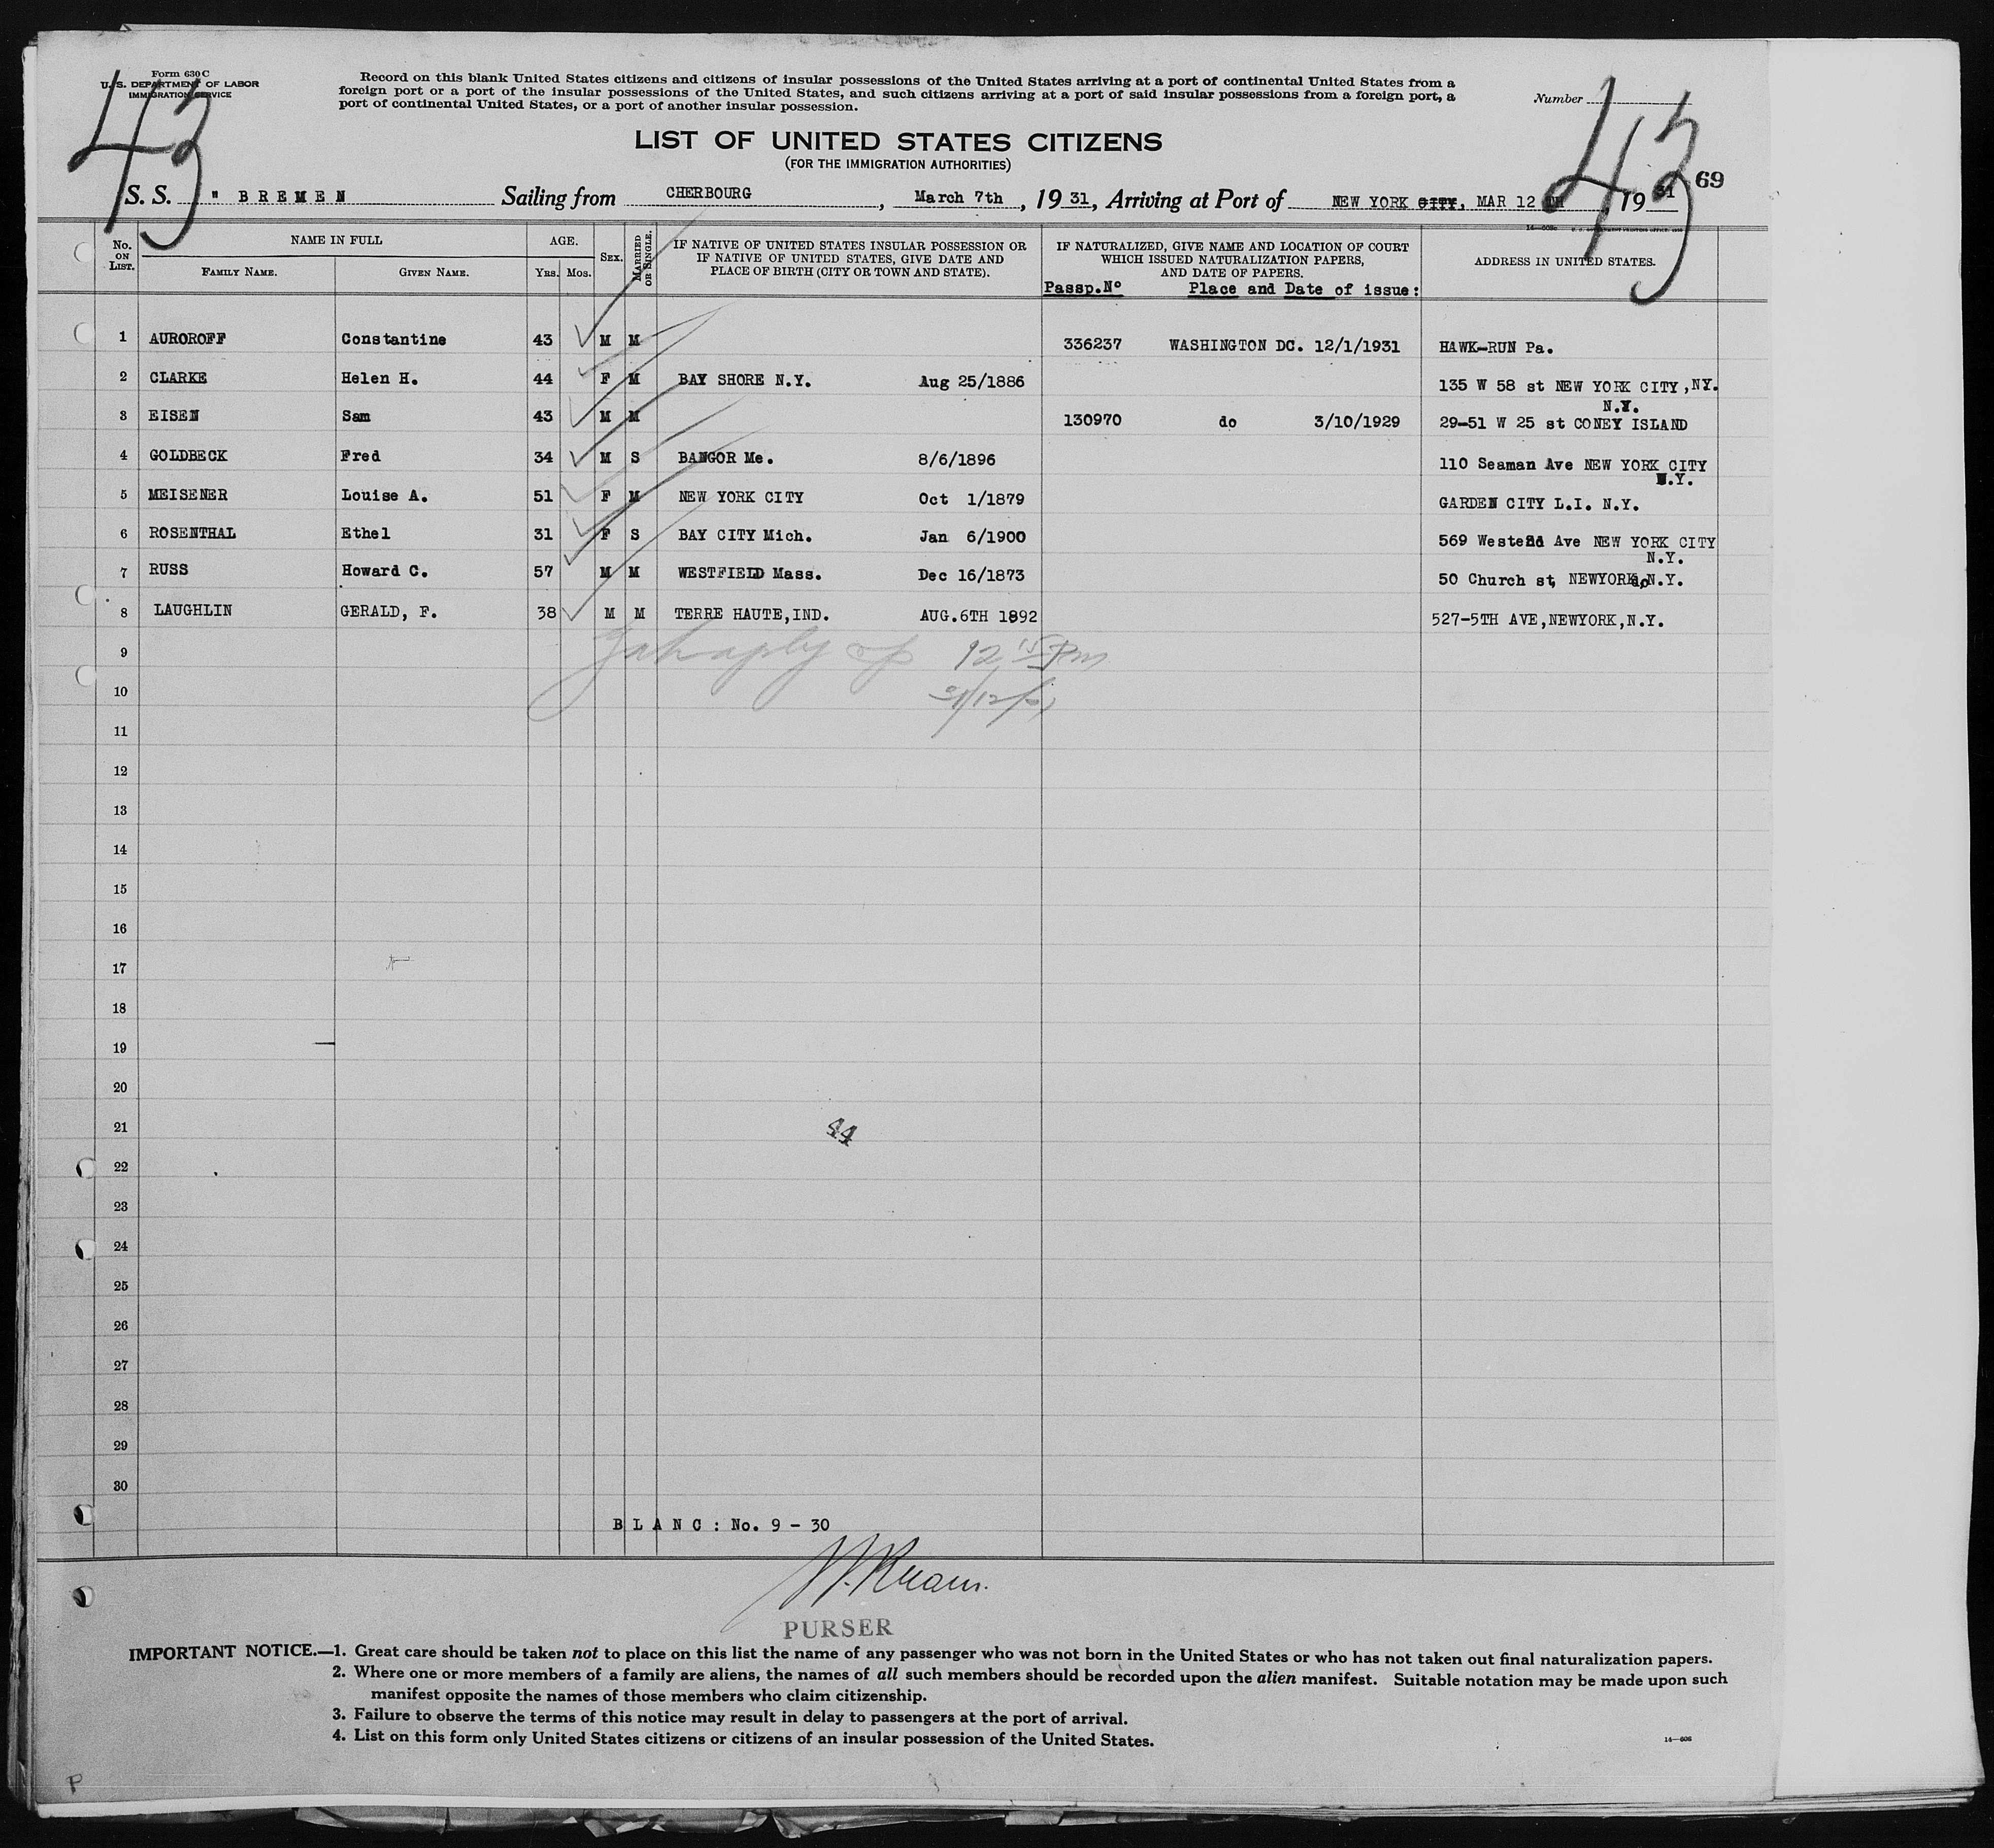 Form 630 C
U. S. DEPARTMENT OF LABOR
IMMIGRATION SERVICE
Record on this blank United States citizens and citizens of insular possessions of the United States arriving at a port of continental United States from a
foreign port or a port of the insular possessions of the United States, and such citizens arriving at a port of said insular possessions from a foreign port, a
port of continental United States, or a port of another insular possession.
Number
43
43
69
LIST OF UNITED STATES CITIZENS
(FOR THE IMMIGRATION AUTHORITIES)
S. S. " BREMEN Sailing from CHERBOURG, March 7th, 19 31, Arriving at Port of NEW YORK CITY, MAR 12 TH, 19 31
No. ON LIST. NAME IN FULL FAMILY NAME. GIVEN NAME. AGE. YRS. MOS. SEX. MARRIED OR SINGLE.
IF NATIVE OF UNITED STATES INSULAR POSSESSION OR
IF NATIVE OF UNITED STATES, GIVE DATE AND
PLACE OF BIRTH (CITY OR TOWN AND STATE).
IF NATURALIZED, GIVE NAME AND LOCATION OF COURT
WHICH ISSUED NATURALIZATION PAPERS,
AND DATE OF PAPERS.
Passp.Nº Place and Date of issue:
ADDRESS IN UNITED STATES.
1 AUROROFF Constantine 43 M M 336237 WASHINGTON DC. 12/1/1931 HAWK-RUN Pa.
2 CLARKE Helen H. 44 F M BAY SHORE N.Y. Aug 25/1886 135 W 58 st NEW YORK CITY,NY.
3 EISEN Sam 43 M M 130970 do 3/10/1929 29-51 W 25 st CONEY ISLAND N.Y.
4 GOLDBECK Fred 34 M S BANGOR Me. 8/6/1896 110 Seaman Ave NEW YORK CITY N.Y.
5 MEISENER Louise A. 51 F M NEW YORK CITY Oct 1/1879 GARDEN CITY L.I. N.Y.
6 ROSENTHAL Ethel 31 F S BAY CITY Mich. Jan 6/1900 569 Westend Ave NEW YORK CITY N.Y.
7 RUSS Howard C. 57 M M WESTFIELD Mass. Dec 16/1873 50 Church st, NEWYORK, N.Y.
8 LAUGHLIN GERALD, F. 38 M M TERRE HAUTE,IND. AUG.6TH 1892 527-5TH AVE,NEWYORK,N.Y.
9 12 15 Pm
10
11
12
13
14
15
16
17
18
19
20
21 44
22
23
24
25
26
27
28
29
30
BLANC: No. 9 - 30
PURSER
IMPORTANT NOTICE.—1. Great care should be taken not to place on this list the name of any passenger who was not born in the United States or who has not taken out final naturalization papers.
2. Where one or more members of a family are aliens, the names of all such members should be recorded upon the alien manifest. Suitable notation may be made upon such
manifest opposite the names of those members who claim citizenship.
3. Failure to observe the terms of this notice may result in delay to passengers at the port of arrival.
4. List on this form only United States citizens or citizens of an insular possession of the United States.
14—608
P